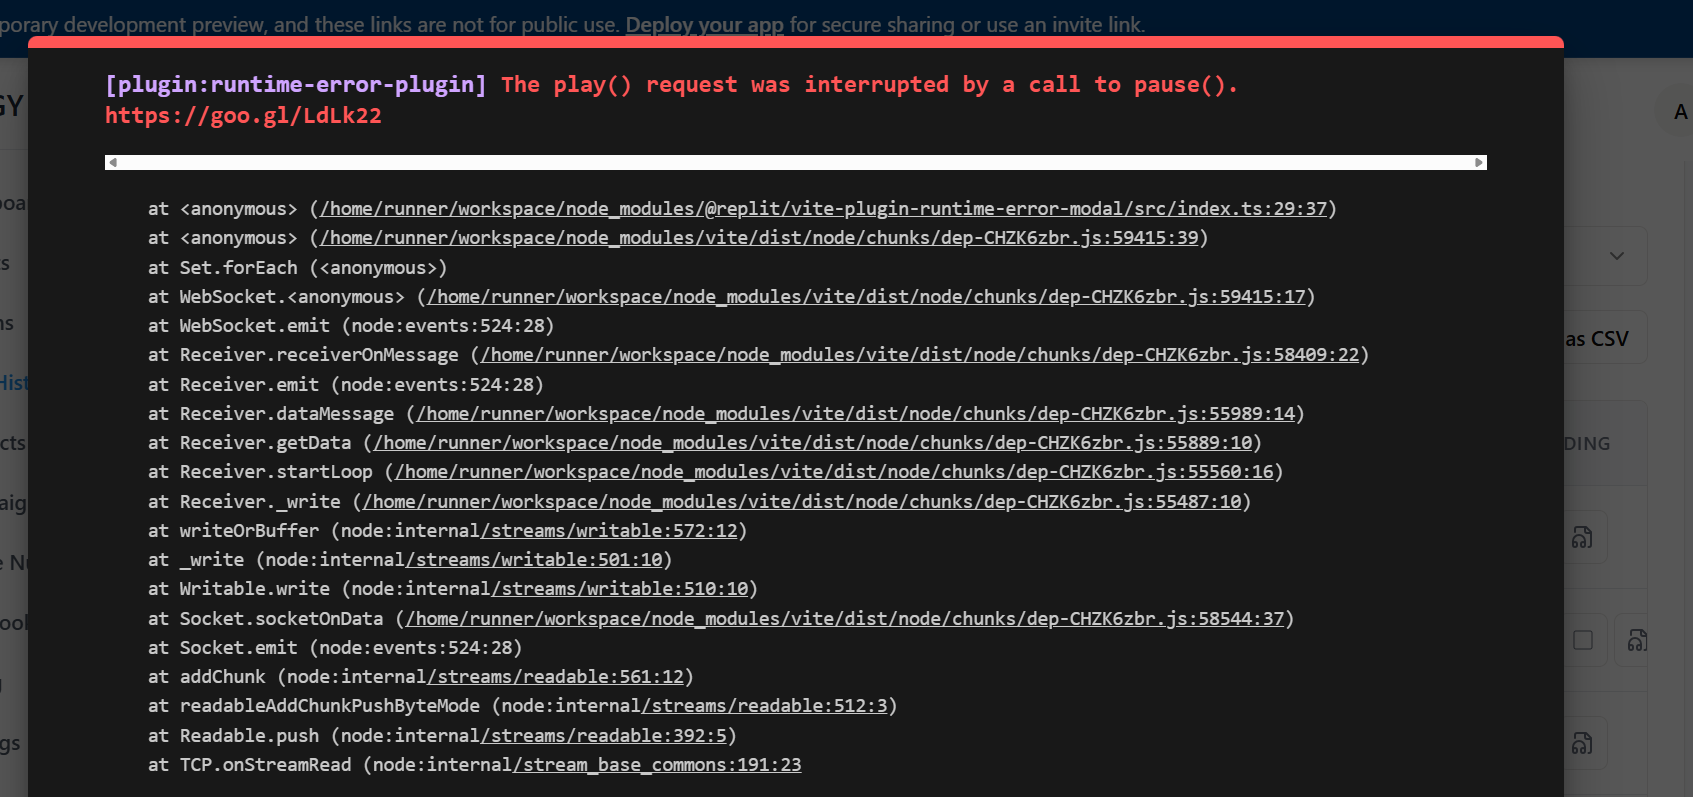 porary development preview, and these links are not for public use. Deploy your app for secure sharing or use an invite link.
[plugin:runtime-error-plugin] The play() request was interrupted by a call to pause().
https://goo.gl/LdLk22
GY
A
at <anonymous> (/home/runner/workspace/node_modules/@replit/vite-plugin-runtime-error-modal/src/index.ts:29:37)
at <anonymous> (/home/runner/workspace/node_modules/vite/dist/node/chunks/dep-CHZK6zbr.js:59415:39)
at Set.forEach (<anonymous>)
at WebSocket.<anonymous> (/home/runner/workspace/node_modules/vite/dist/node/chunks/dep-CHZK6zbr.js:59415:17)
at WebSocket.emit (node:events:524:28)
as CSV
at Receiver.receiverOnMessage (/home/runner/workspace/node_modules/vite/dist/node/chunks/dep-CHZK6zbr.js:58409:22)
Hist
at Receiver.emit (node:events:524:28)
at Receiver.dataMessage (/home/runner/workspace/node_modules/vite/dist/node/chunks/dep-CHZK6zbr.js:55989:14)
cts
at Receiver.getData (/home/runner/workspace/node_modules/vite/dist/node/chunks/dep-CHZK6zbr.js:55889:10)
DING
at Receiver.startLoop (/home/runner/workspace/node_modules/vite/dist/node/chunks/dep-CHZK6zbr.js:55560:16)
aig
at Receiver._write (/home/runner/workspace/node_modules/vite/dist/node/chunks/dep-CHZK6zbr.js:55487:10)
at writeOrBuffer (node:internal/streams/writable:572:12)
e Nu
at _write (node:internal/streams/writable:501:10)
at Writable.write (node:internal/streams/writable:510:10)
ool
at Socket.socketOnData (/home/runner/workspace/node_modules/vite/dist/node/chunks/dep-CHZK6zbr.js:58544:37)
at Socket.emit (node:events:524:28)
at addChunk (node:internal/streams/readable:561:12)
at readableAddChunkPushByteMode (node:internal/streams/readable:512:3)
gs
at Readable.push (node:internal/streams/readable:392:5)
at TCP.onStreamRead (node:internal/stream_base_commons:191:23